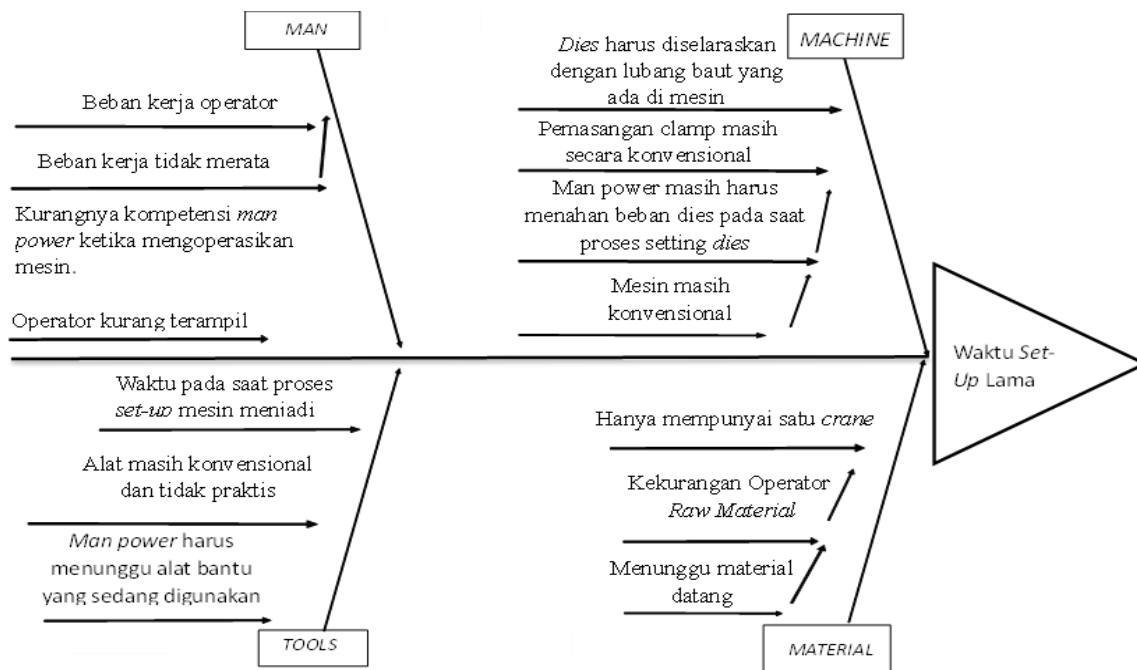 MAN
Beban kerja operator
Beban kerja tidak merata
Kurangnya kompetensi man
power ketika mengoperasikan
mesin.
Operator kurang terampil
MACHINE
Dies harus diselaraskan
dengan lubang baut yang
ada di mesin
Pemasangan clamp masih
secara konvensional
Man power masih harus
menahan beban dies pada saat
proses setting dies
Mesin masih
konvensional
Waktu Set-
Up Lama
Waktu pada saat proses
set-up mesin menjadi
Alat masih konvensional
dan tidak praktis
Man power harus
menunggu alat bantu
yang sedang digunakan
TOOLS
Hanya mempunyai satu crane
Kekurangan Operator
Raw Material
Menunggu material
datang
MATERIAL